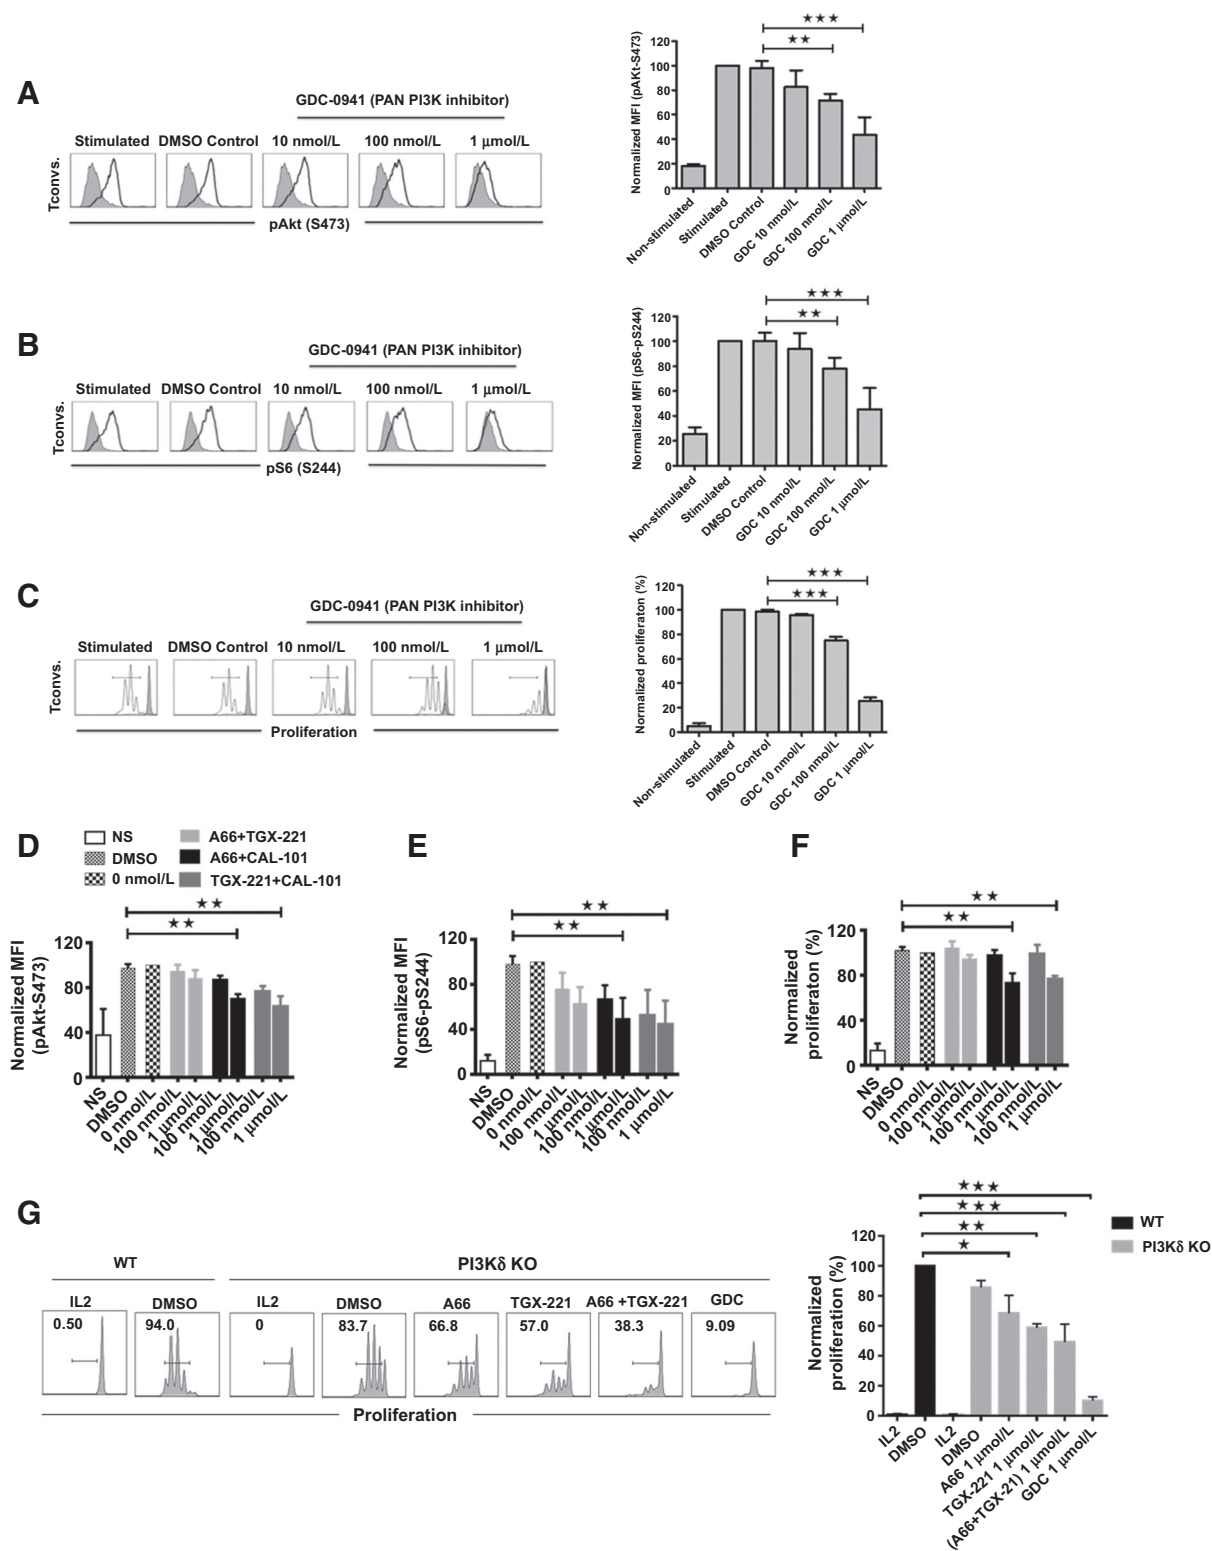 A
GDC-0941 (PAN PI3K inhibitor)
Stimulated DMSO Control 10 nmol/L 100 nmol/L 1 μmol/L
Tconvs.
pAkt (S473)
★★★
★★
Normalized MFI (pAKt-S473)
120
100
80
60
40
20
0
Non-stimulated
Stimulated
DMSO Control
GDC 10 nmol/L
GDC 100 nmol/L
GDC 1 μmol/L
B
GDC-0941 (PAN PI3K inhibitor)
Stimulated DMSO Control 10 nmol/L 100 nmol/L 1 μmol/L
Tconvs.
pS6 (S244)
★★★
★★
Normalized MFI (pS6-pS244)
120
100
80
60
40
20
0
Non-stimulated
Stimulated
DMSO Control
GDC 10 nmol/L
GDC 100 nmol/L
GDC 1 μmol/L
C
GDC-0941 (PAN PI3K inhibitor)
Stimulated DMSO Control 10 nmol/L 100 nmol/L 1 μmol/L
Tconvs.
Proliferation
★★★
★★★
Normalized proliferaton (%)
120
100
80
60
40
20
0
Non-stimulated
Stimulated
DMSO Control
GDC 10 nmol/L
GDC 100 nmol/L
GDC 1 μmol/L
D
NS A66+TGX-221
DMSO A66+CAL-101
0 nmol/L TGX-221+CAL-101
★★
★★
Normalized MFI
(pAkt-S473)
120
80
40
0
NS
DMSO
0 nmol/L
100 nmol/L
1 μmol/L
100 nmol/L
1 μmol/L
100 nmol/L
1 μmol/L
E
★★
★★
Normalized MFI
(pS6-pS244)
120
80
40
0
NS
DMSO
0 nmol/L
100 nmol/L
1 μmol/L
100 nmol/L
1 μmol/L
100 nmol/L
1 μmol/L
F
★★
★★
Normalized
proliferaton (%)
120
80
40
0
NS
DMSO
0 nmol/L
100 nmol/L
1 μmol/L
100 nmol/L
1 μmol/L
100 nmol/L
1 μmol/L
G
WT PI3Kδ KO
IL2 DMSO IL2 DMSO A66 TGX-221 A66 +TGX-221 GDC
0.50 94.0 0 83.7 66.8 57.0 38.3 9.09
Proliferation
★★★
★★★
★★
★
WT
PI3Kδ KO
Normalized
proliferation (%)
120
100
80
60
40
20
0
IL2
DMSO
IL2
DMSO
A66 1 μmol/L
TGX-221 1 μmol/L
(A66+TGX-21) 1 μmol/L
GDC 1 μmol/L